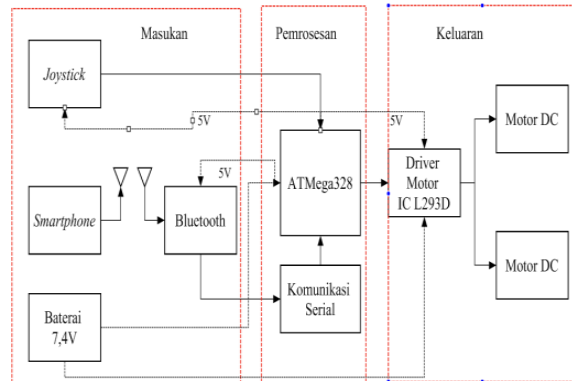 Masukan
Pemrosesan
Keluaran
Joystick
5V
5V
Motor DC
Smartphone
Bluetooth
5V
ATMega328
Driver
Motor
IC L293D
Baterai
7,4V
Komunikasi
Serial
Motor DC